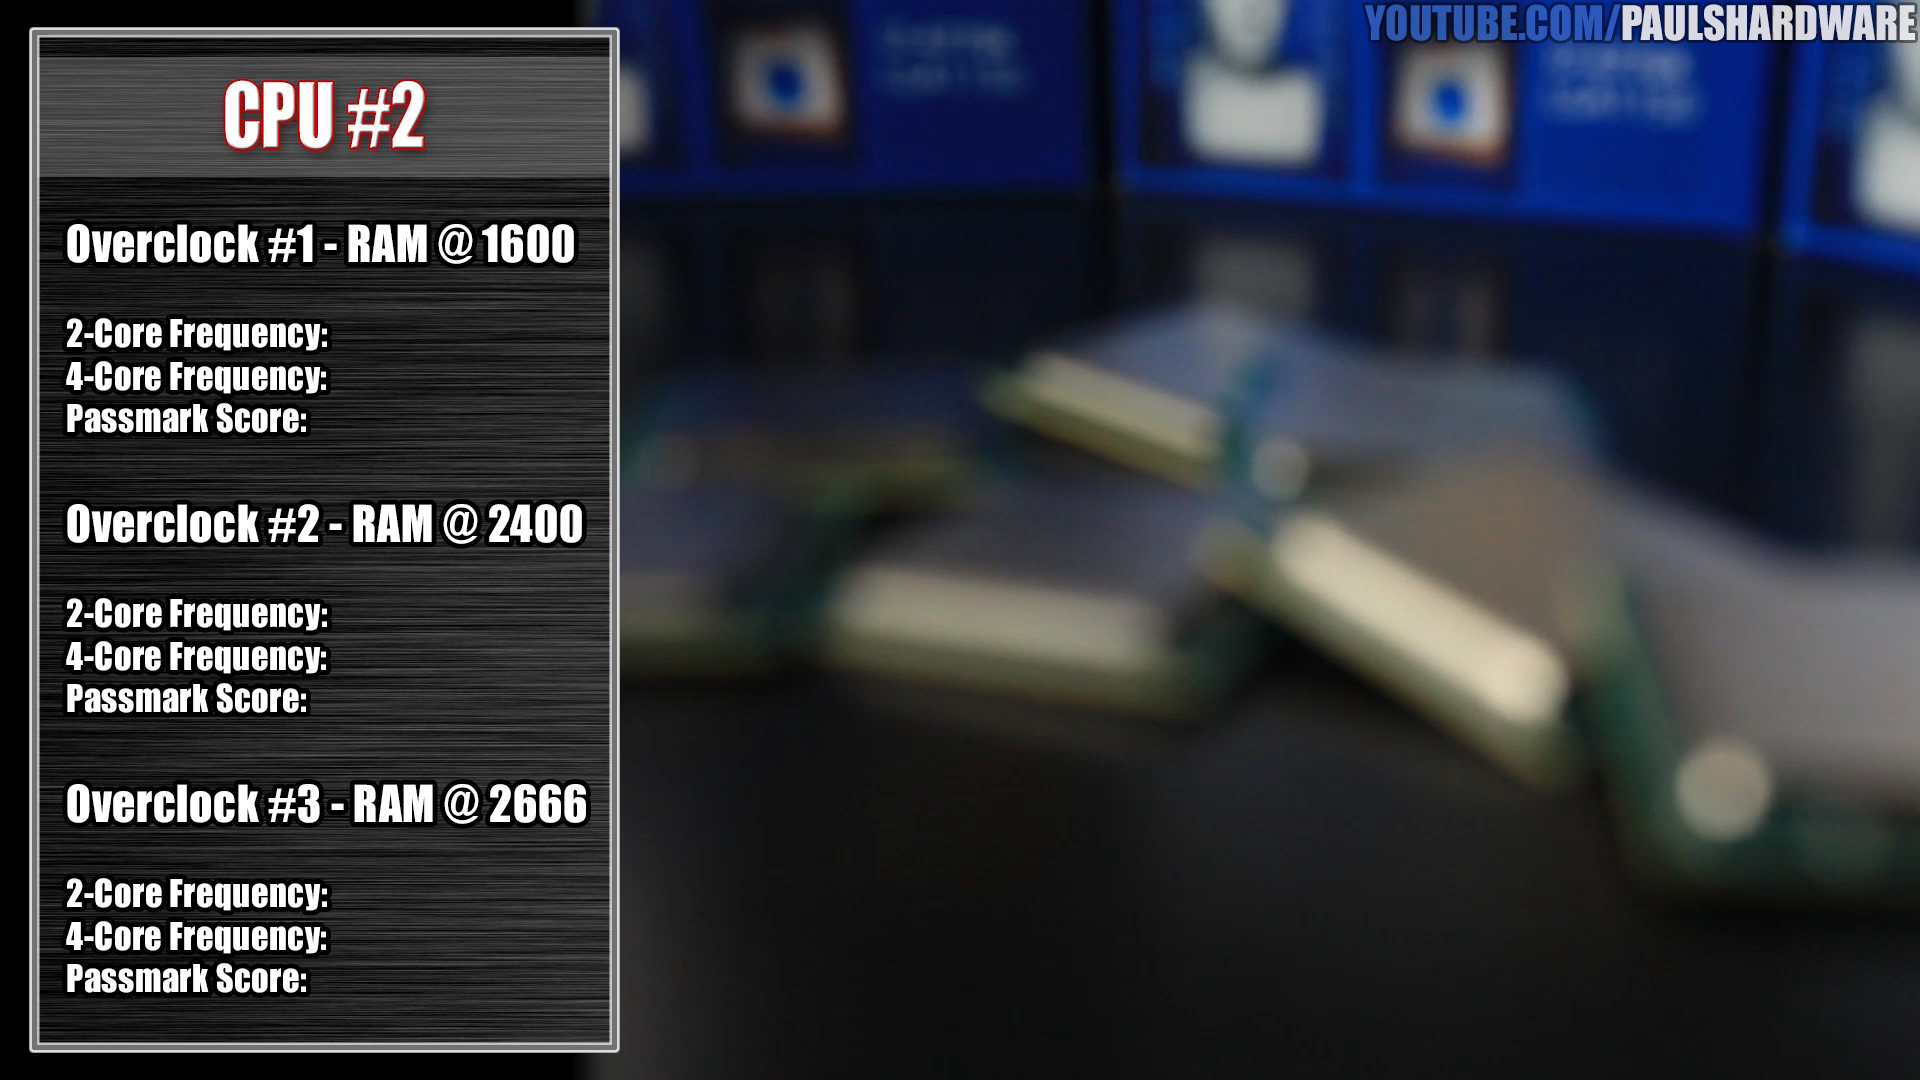 YOUTUBE.COM/PAULSHARDWARE
CPU #2
Overclock #1 - RAM @ 1600
2-Core Frequency:
4-Core Frequency:
Passmark Score:
Overclock #2 - RAM @ 2400
2-Core Frequency:
4-Core Frequency:
Passmark Score:
Overclock #3 - RAM @ 2666
2-Core Frequency:
4-Core Frequency:
Passmark Score: